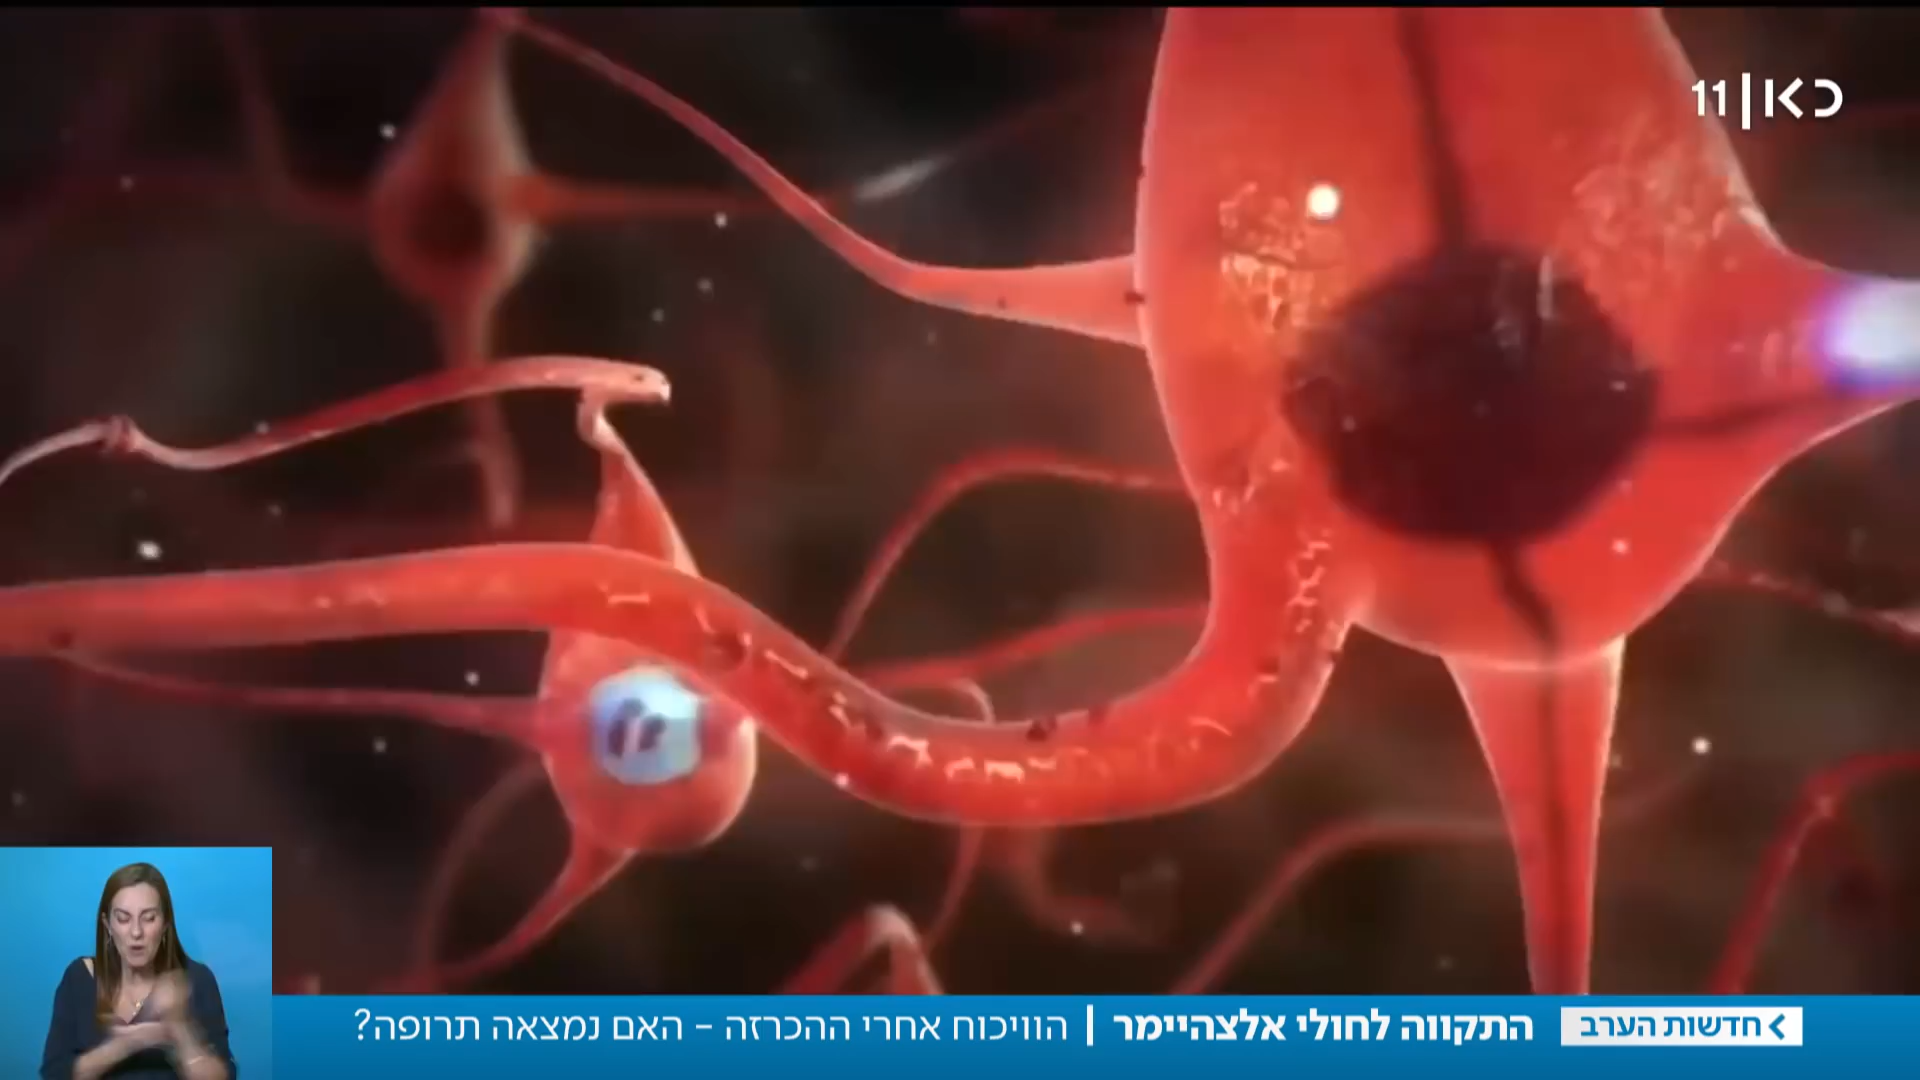 כאן 11
חדשות הערב
התקווה לחולי אלצהיימר | הוויכוח אחרי ההכרזה – האם נמצאה תרופה?